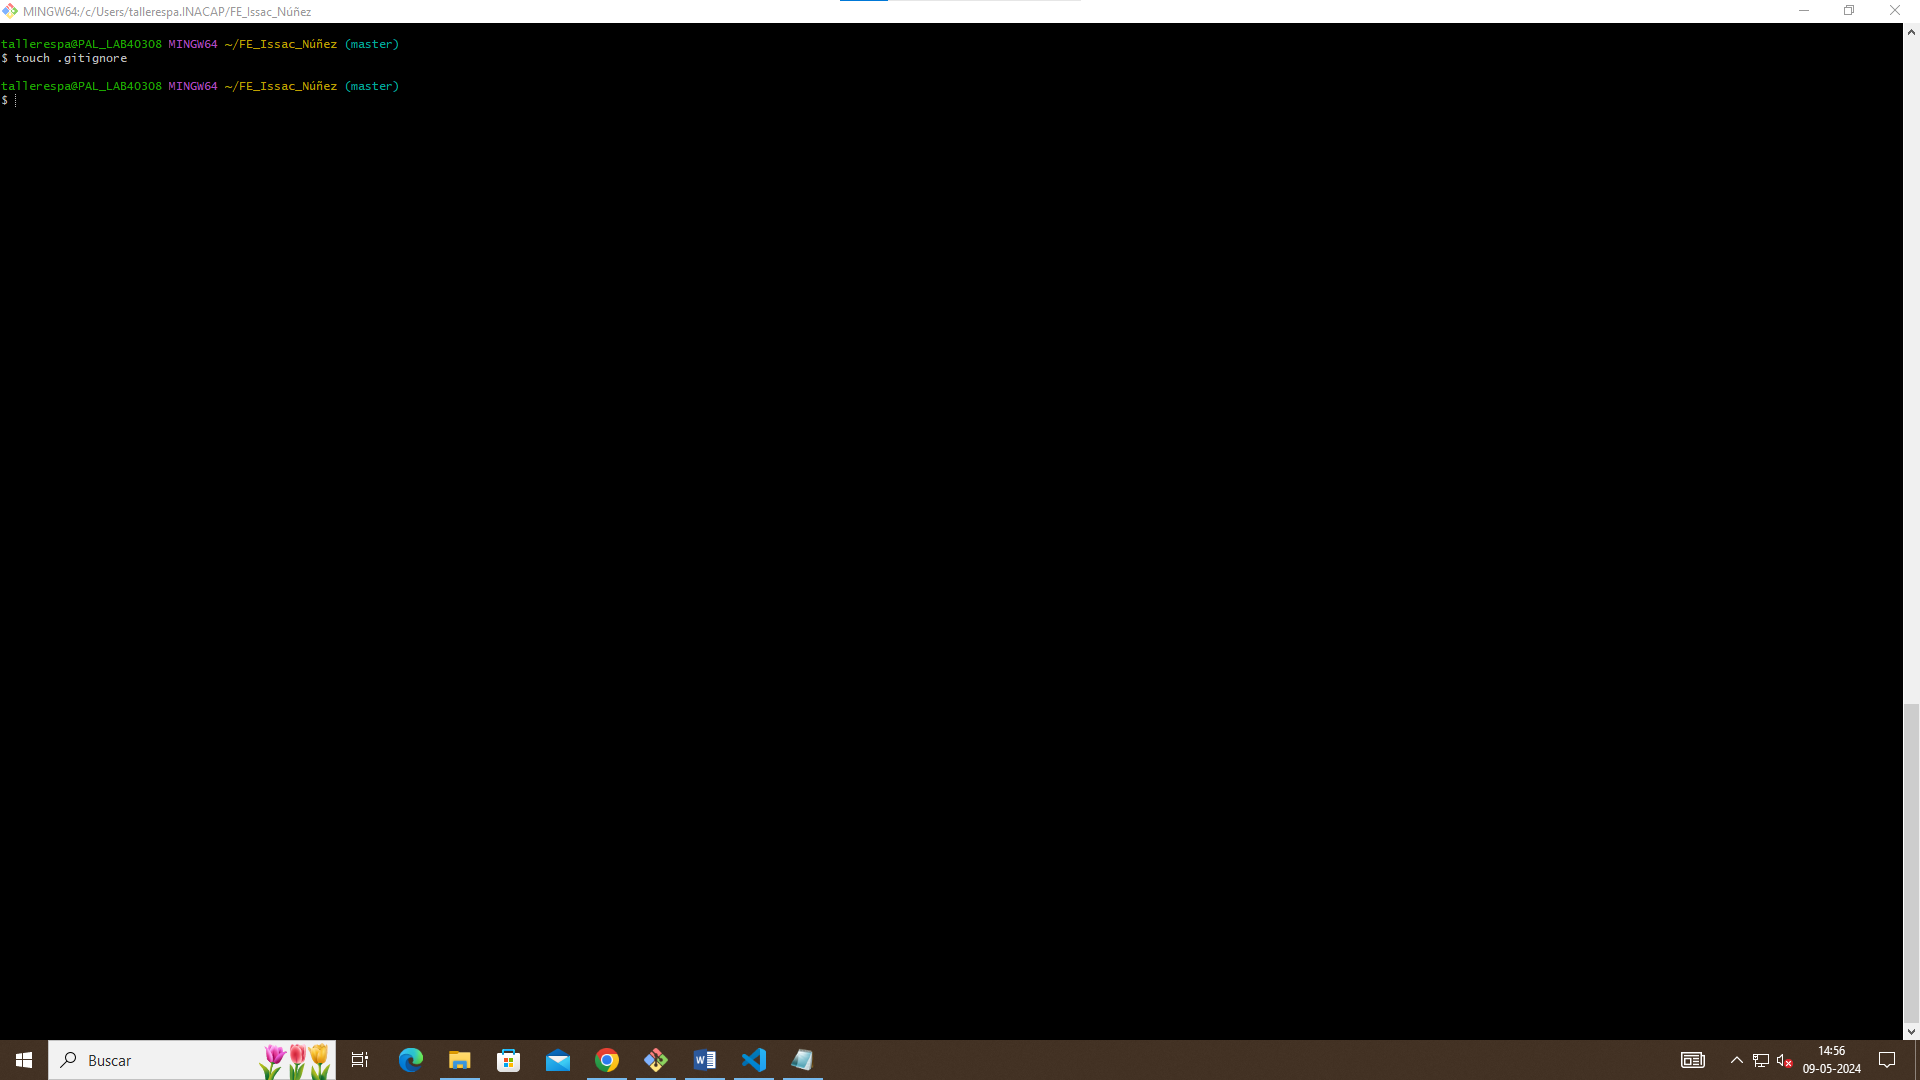 MINGW64:/c/Users/tallerespa.INACAP/FE_Issac_Núñez
tallerespa@PAL_LAB40308 MINGW64 ~/FE_Issac_Núñez (master)
$ touch .gitignore
tallerespa@PAL_LAB40308 MINGW64 ~/FE_Issac_Núñez (master)
$
Buscar
14:56
09-05-2024